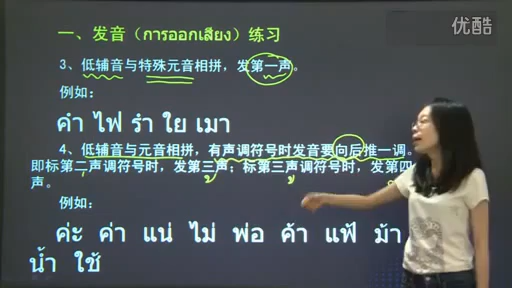 优酷
一、发音（การออกเสียง）练习
3、低辅音与特殊元音相拼，发第一声。
例如：
คำ ไฟ รำ ใย เมา
4、低辅音与元音相拼，有声调符号时发音要向后推一调。
即标第二声调符号时，发第三声；标第三声调符号时，发第四
声。
例如：
ค่ะ ค่า แน่ ไม่ พ่อ ค้า แฟ้ ม้า
น้ำ ใช้